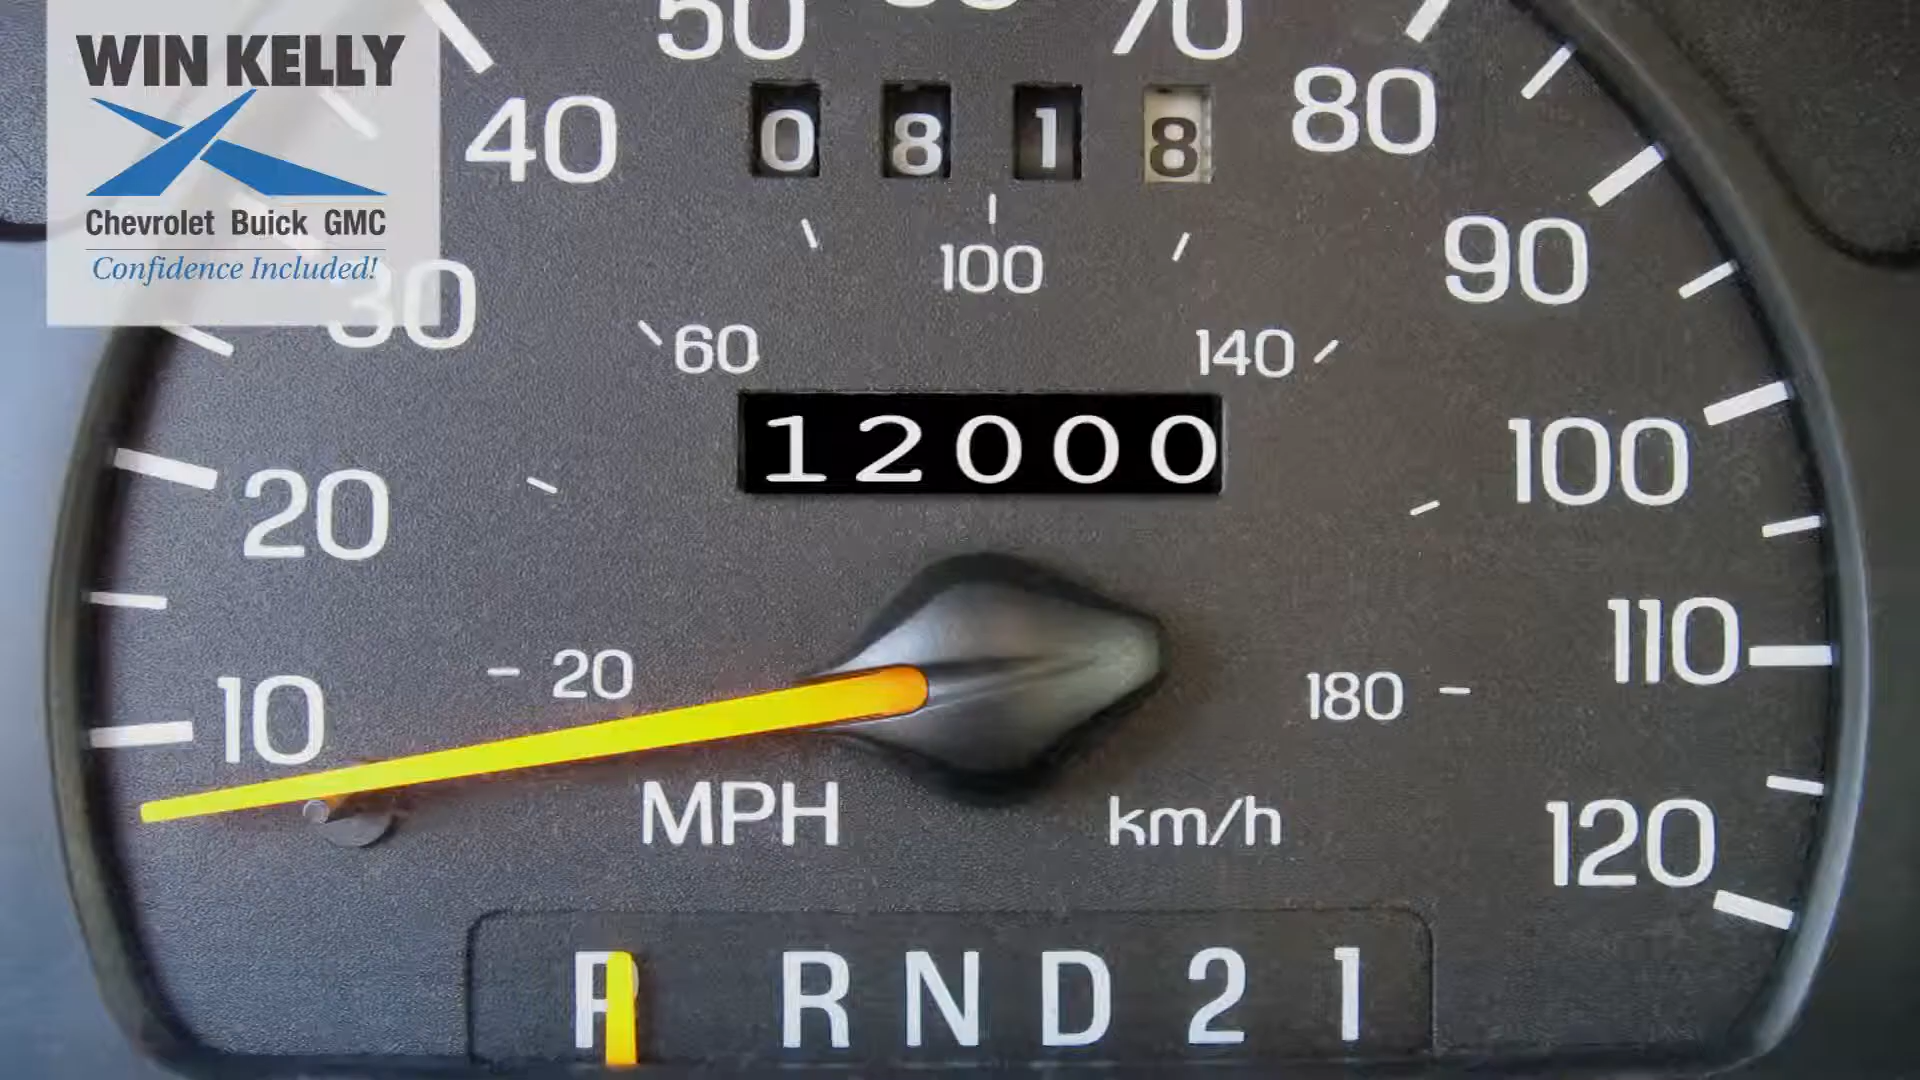 WIN KELLY
Chevrolet Buick GMC
Confidence Included!
50
70
40
0 8 1 8
80
30
100
90
60
140
12000
20
100
10
20
180
110
MPH
km/h
120
P R N D 2 1